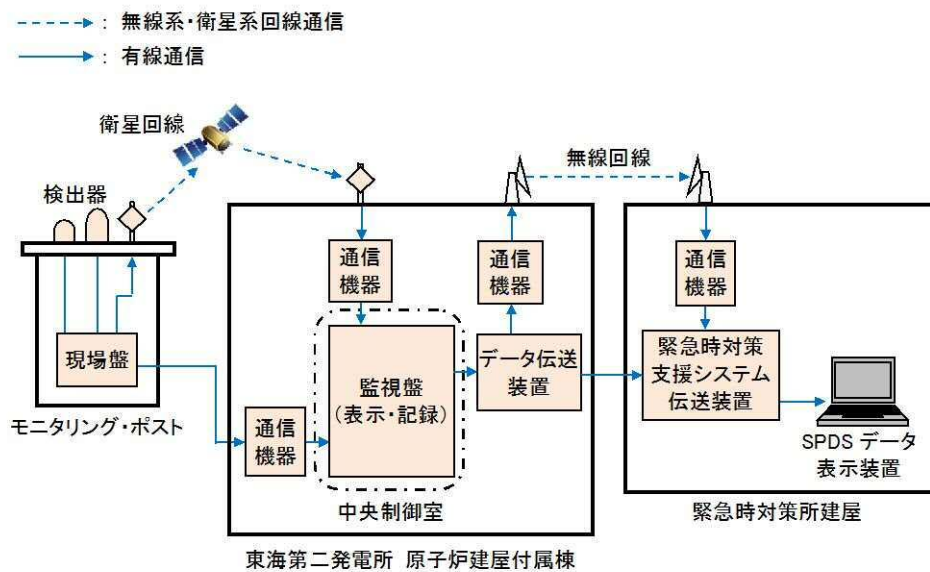 ：無線系・衛星系回線通信
：有線通信
衛星回線
無線回線
検出器
通信
機器
通信
機器
通信
機器
現場盤
監視盤
（表示・記録）
データ伝送
装置
緊急時対策
支援システム
伝送装置
モニタリング・ポスト
通信
機器
SPDS データ
表示装置
中央制御室
緊急時対策所建屋
東海第二発電所 原子炉建屋付属棟